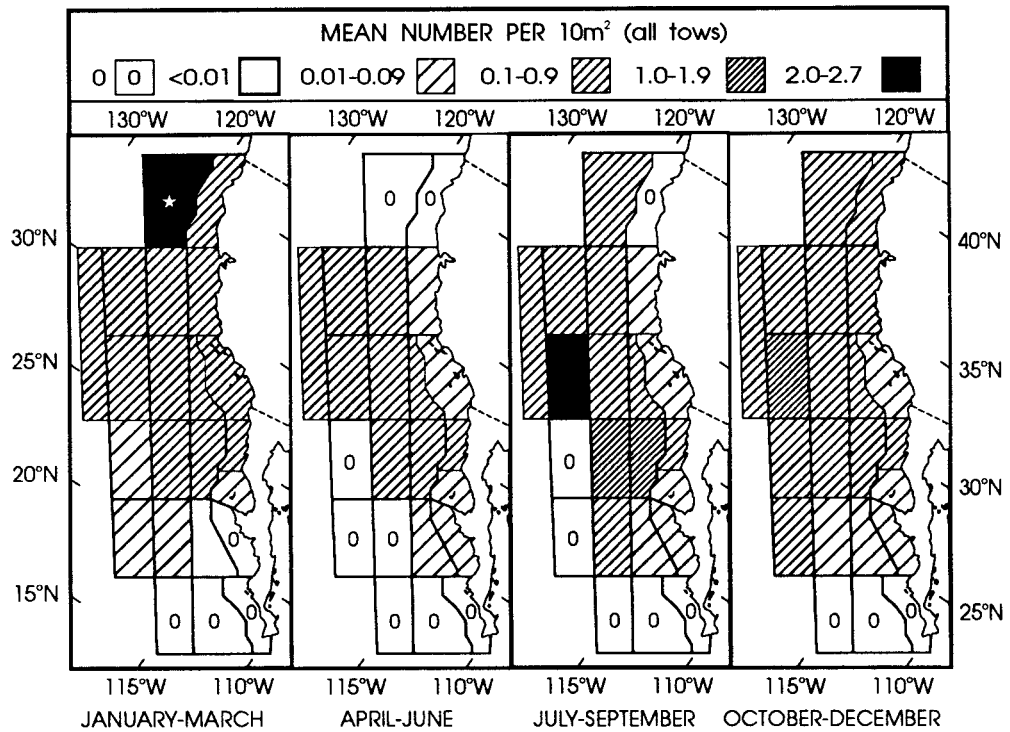 MEAN NUMBER PER 10m² (all tows)
0 0 <0.01 0.01-0.09 0.1-0.9 1.0-1.9 2.0-2.7
130°W 120°W 130°W 120°W 130°W 120°W 130°W 120°W
0 0 0
30°N 40°N
25°N 35°N
0 0
20°N 30°N
0 0 0 0
15°N 25°N
0 0 0 0 0 0 0 0 0 0 0 0
115°W 110°W 115°W 110°W 115°W 110°W 115°W 110°W
JANUARY-MARCH APRIL-JUNE JULY-SEPTEMBER OCTOBER-DECEMBER